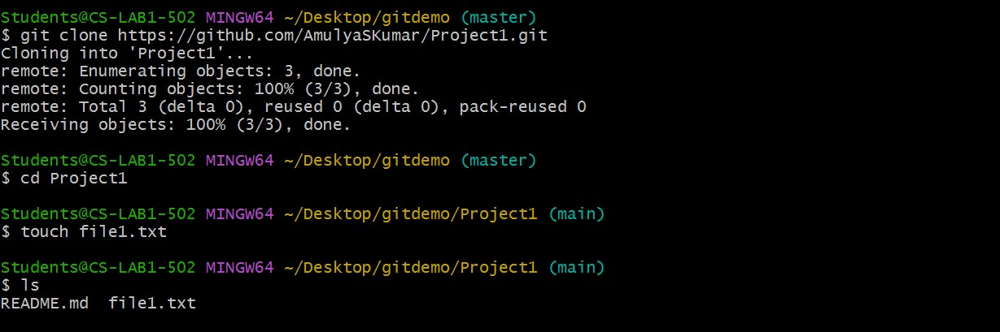 Students@CS-LAB1-502 MINGW64 ~/Desktop/gitdemo (master)
$ git clone https://github.com/AmulyaSKumar/Project1.git
Cloning into 'Project1'...
remote: Enumerating objects: 3, done.
remote: Counting objects: 100% (3/3), done.
remote: Total 3 (delta 0), reused 0 (delta 0), pack-reused 0
Receiving objects: 100% (3/3), done.
Students@CS-LAB1-502 MINGW64 ~/Desktop/gitdemo (master)
$ cd Project1
Students@CS-LAB1-502 MINGW64 ~/Desktop/gitdemo/Project1 (main)
$ touch file1.txt
Students@CS-LAB1-502 MINGW64 ~/Desktop/gitdemo/Project1 (main)
$ ls
README.md  file1.txt